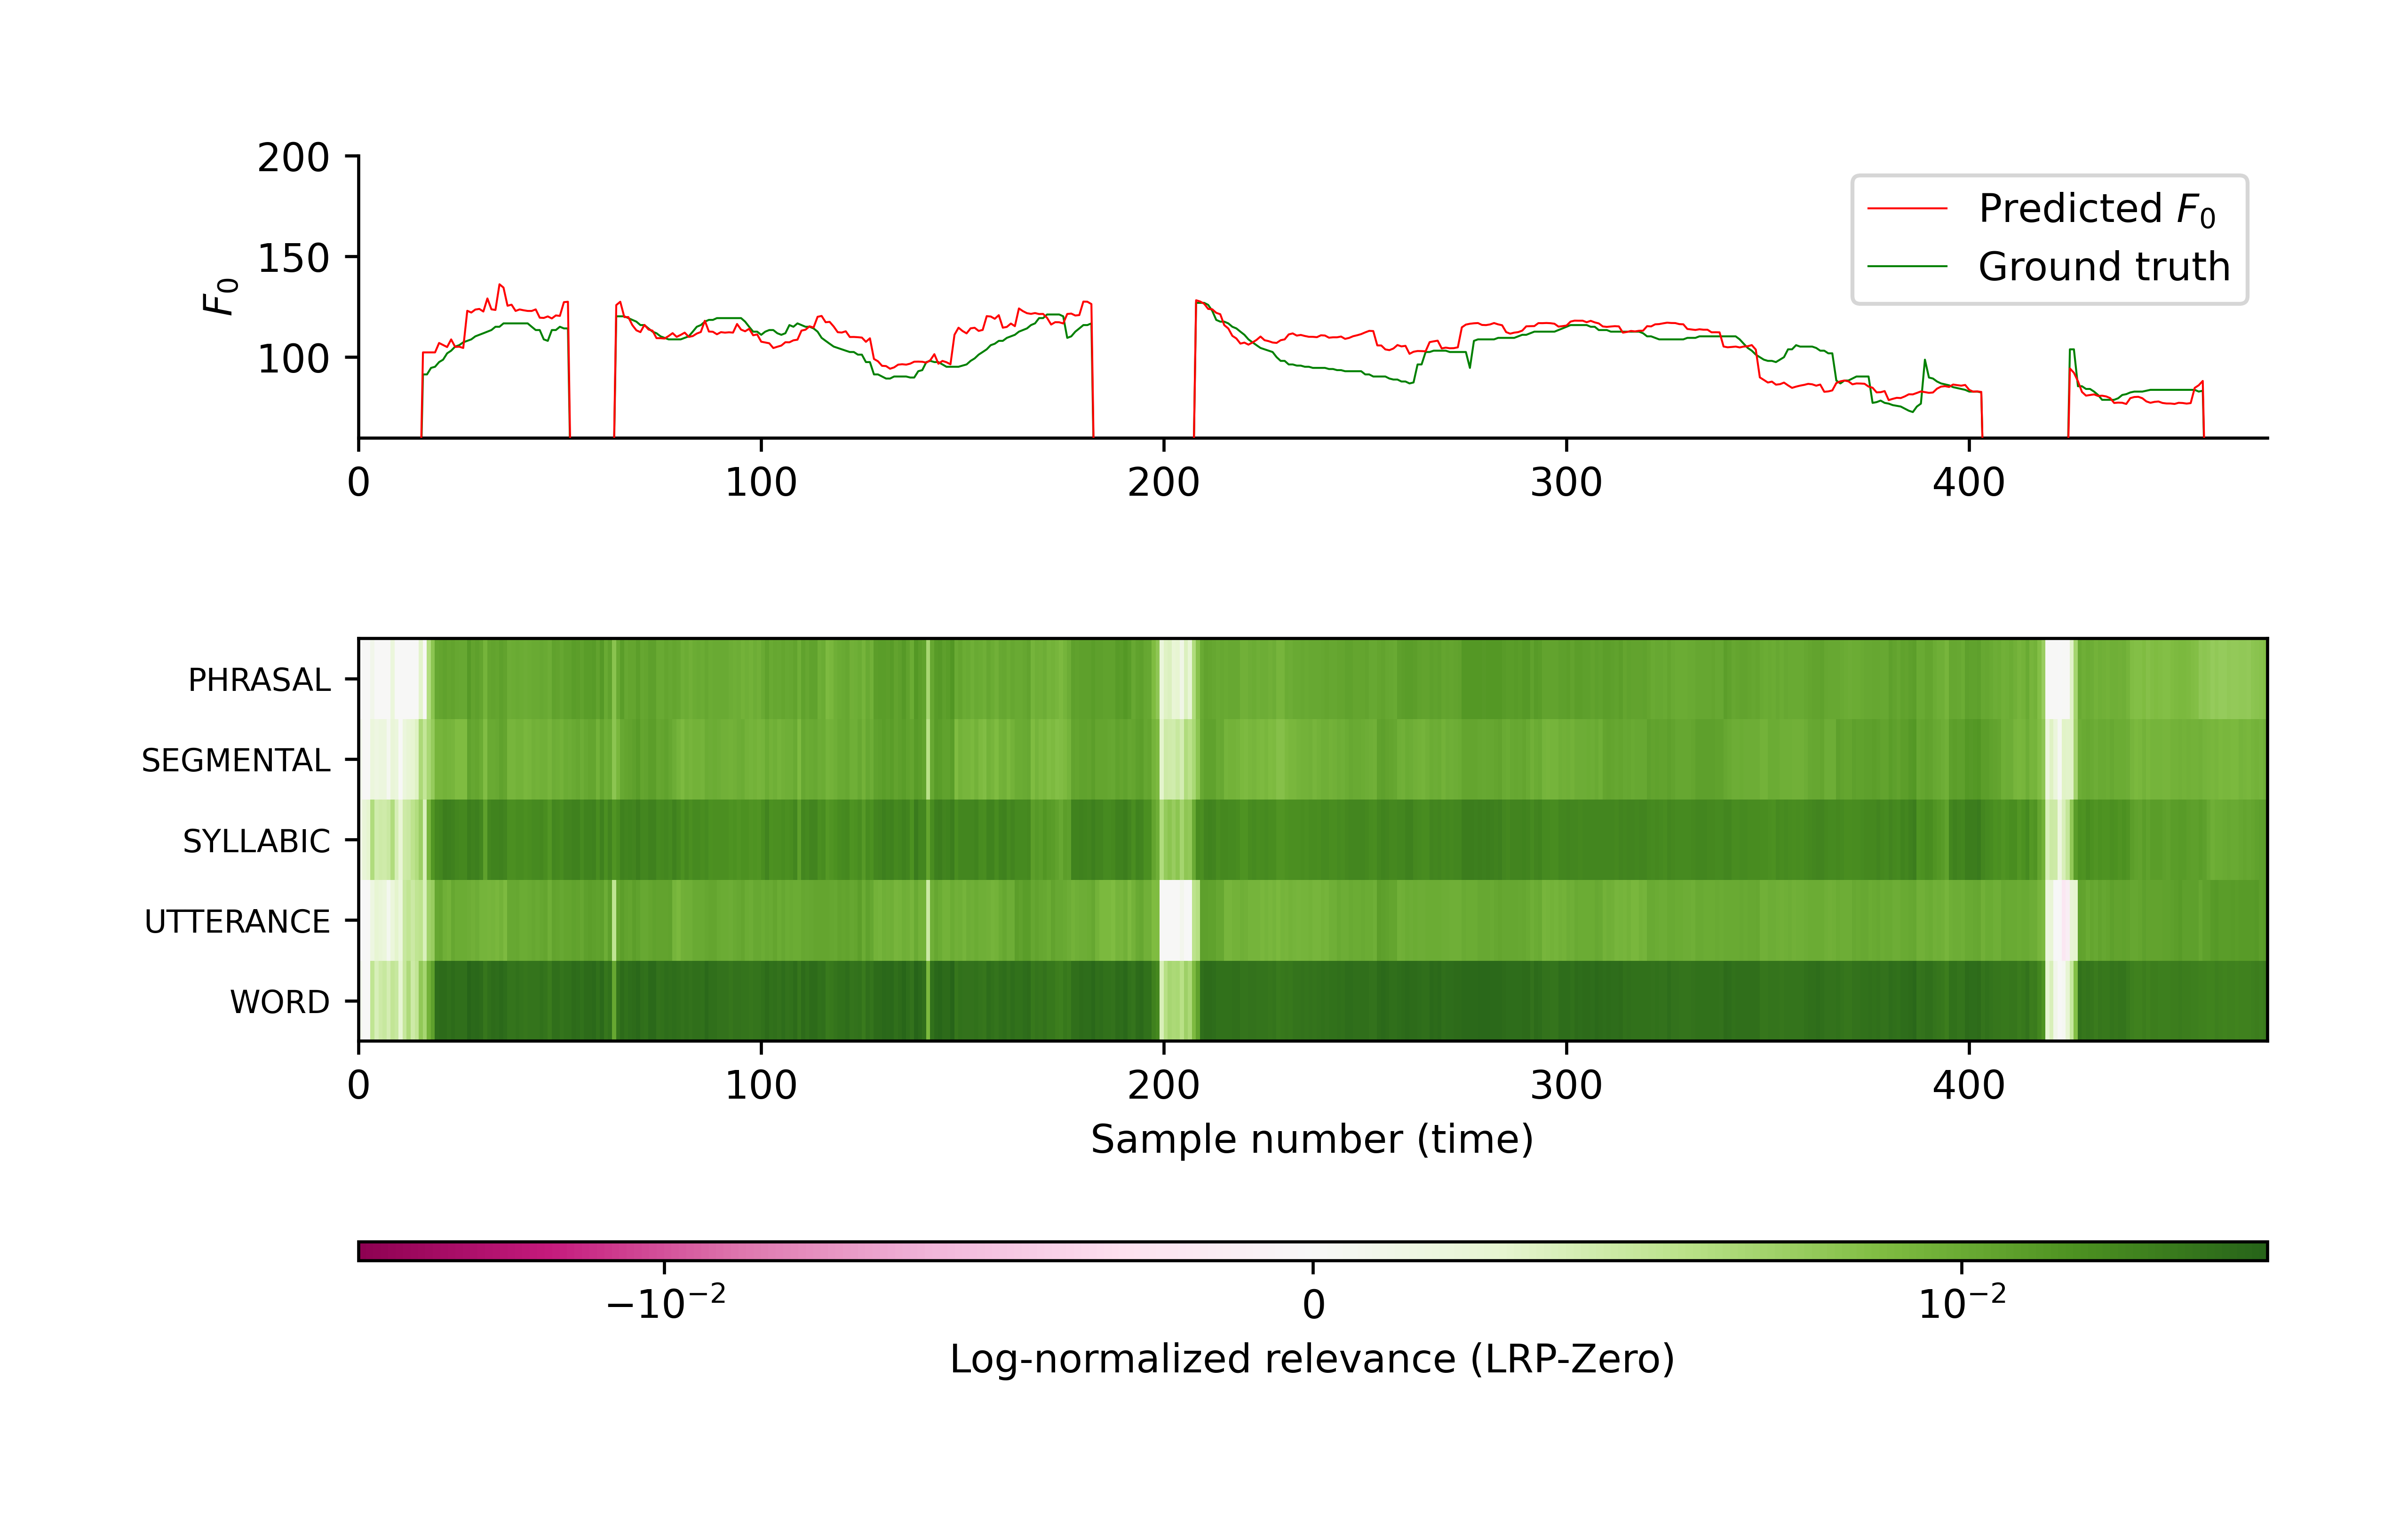 200
150
100
F₀
Predicted F₀
Ground truth
0 100 200 300 400
PHRASAL
SEGMENTAL
SYLLABIC
UTTERANCE
WORD
0 100 200 300 400
Sample number (time)
−10⁻² 0 10⁻²
Log-normalized relevance (LRP-Zero)